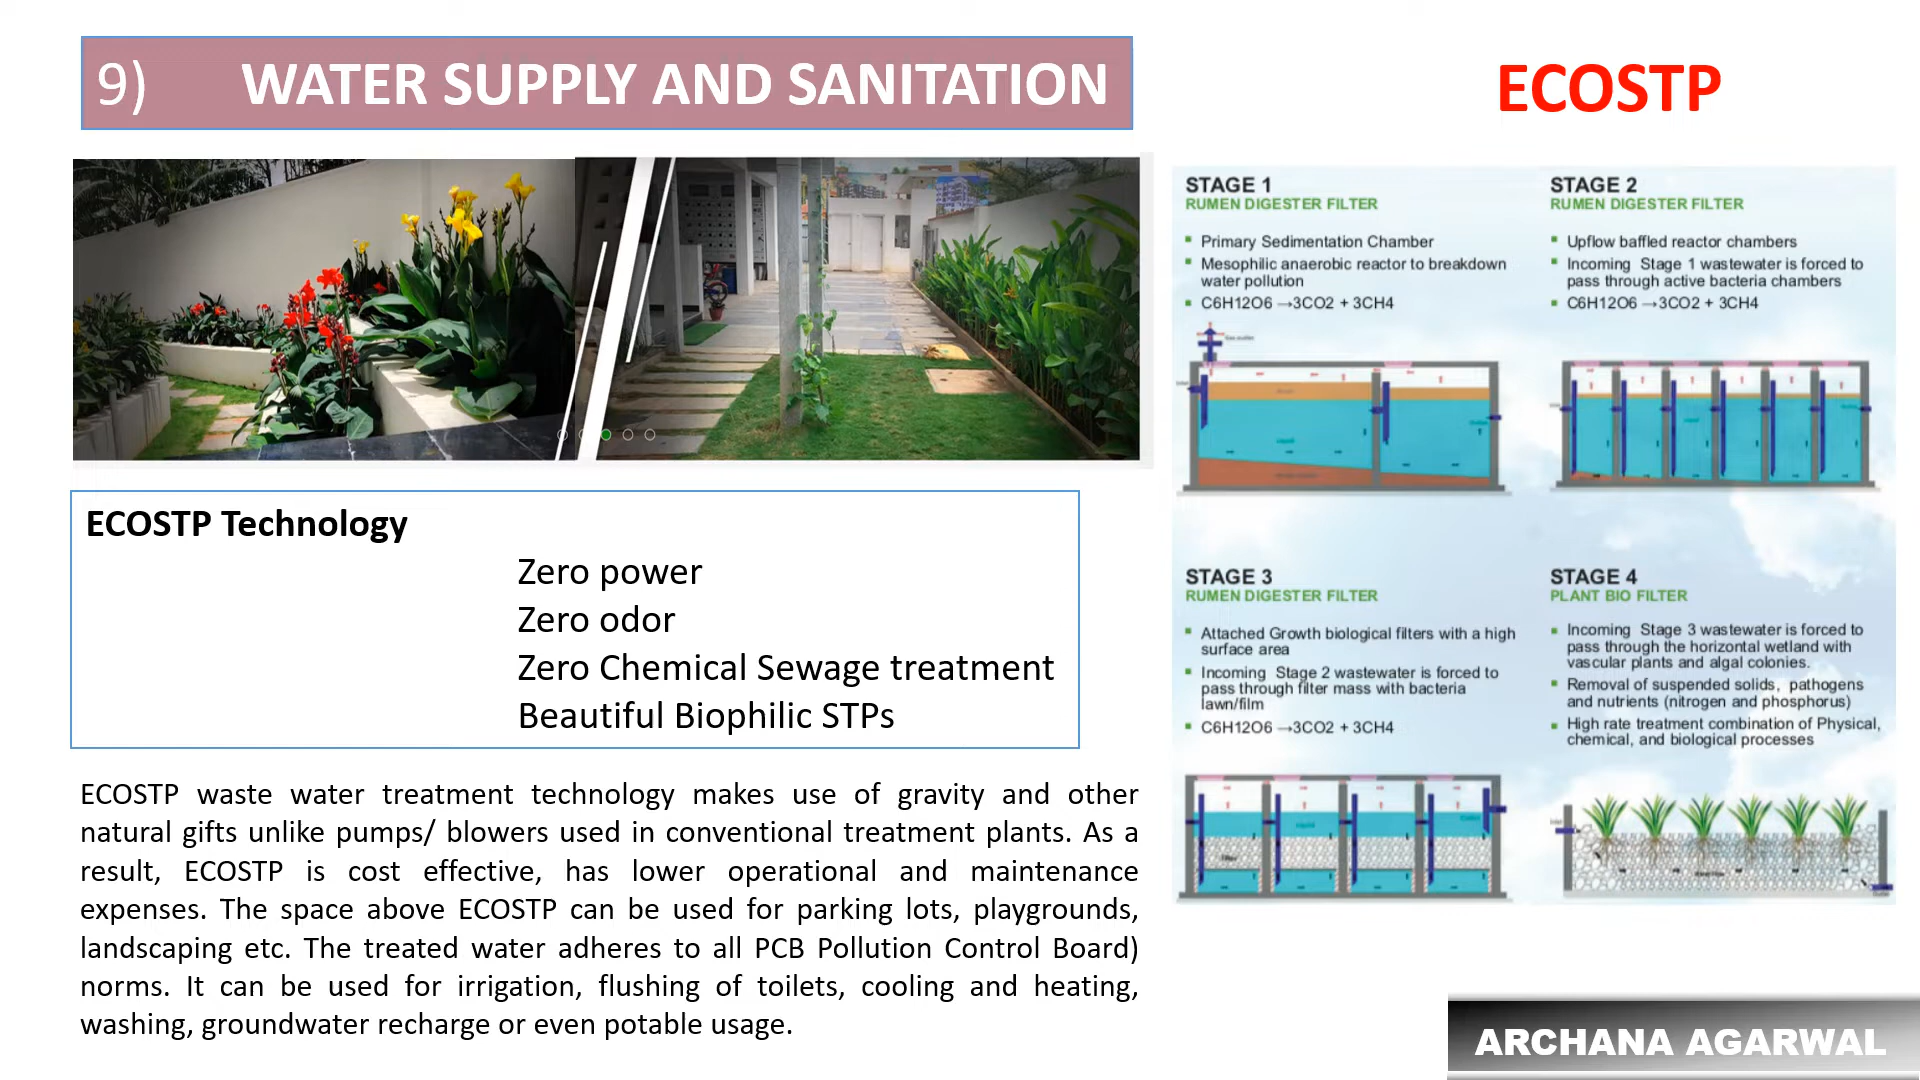 9) WATER SUPPLY AND SANITATION
ECOSTP
ECOSTP Technology
Zero power
Zero odor
Zero Chemical Sewage treatment
Beautiful Biophilic STPs
ECOSTP waste water treatment technology makes use of gravity and other
natural gifts unlike pumps/ blowers used in conventional treatment plants. As a
result, ECOSTP is cost effective, has lower operational and maintenance
expenses. The space above ECOSTP can be used for parking lots, playgrounds,
landscaping etc. The treated water adheres to all PCB Pollution Control Board)
norms. It can be used for irrigation, flushing of toilets, cooling and heating,
washing, groundwater recharge or even potable usage.
STAGE 1
RUMEN DIGESTER FILTER
Primary Sedimentation Chamber
Mesophilic anaerobic reactor to breakdown
water pollution
C6H12O6 →3CO2 + 3CH4
STAGE 2
RUMEN DIGESTER FILTER
Upflow baffled reactor chambers
Incoming Stage 1 wastewater is forced to
pass through active bacteria chambers
C6H12O6 →3CO2 + 3CH4
STAGE 3
RUMEN DIGESTER FILTER
Attached Growth biological filters with a high
surface area
Incoming Stage 2 wastewater is forced to
pass through filter mass with bacteria
lawn/film
C6H12O6 →3CO2 + 3CH4
Liquid
Filter
STAGE 4
PLANT BIO FILTER
Incoming Stage 3 wastewater is forced to
pass through the horizontal wetland with
vascular plants and algal colonies.
Removal of suspended solids, pathogens
and nutrients (nitrogen and phosphorus)
High rate treatment combination of Physical,
chemical, and biological processes
ARCHANA AGARWAL